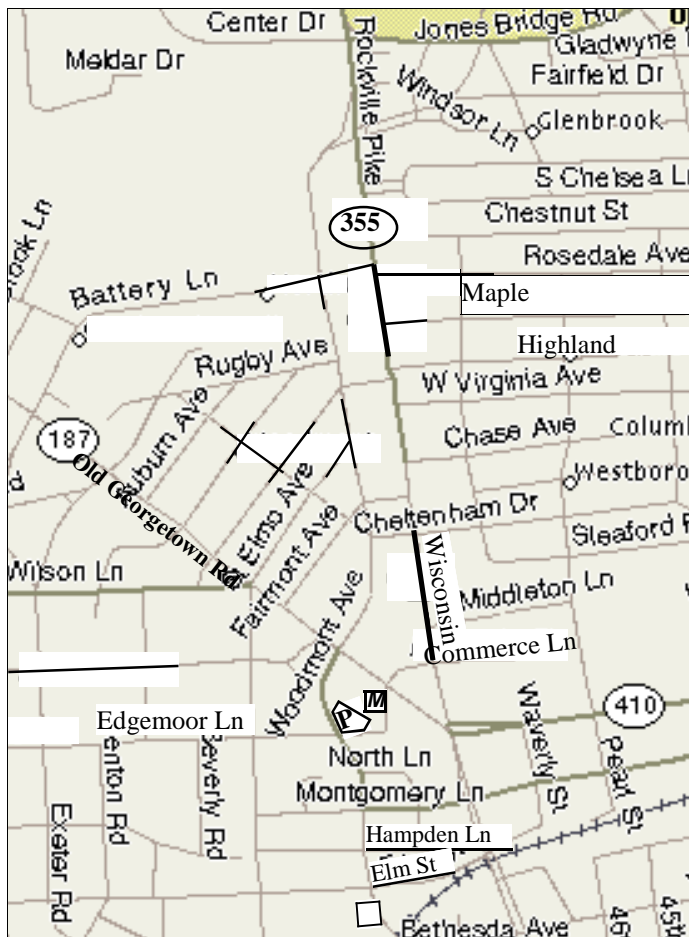 Center Dr
Jones Bridge Rd
Gladwyne
Meldar Dr
Rockville Pike
Fairfield Dr
Windsor Ln
Glenbrook
S Chelsea Ln
Chestnut St
355
Rosedale Ave
Battery Ln
Maple
Highland
Rugby Ave
W Virginia Ave
Auburn Ave
187
Chase Ave
Old Georgetown Rd.
Elmo Ave
Cheltenham Dr
Wisconsin
Wilson Ln
Fairmont Ave
Middleton Ln
Woodmont Ave
Commerce Ln
M
P
Edgemoor Ln
410
Waverly St
North Ln
Pearl St
Beverly Rd
Montgomery Ln
Exeter Rd
Hampden Ln
Elm St
Bethesda Ave